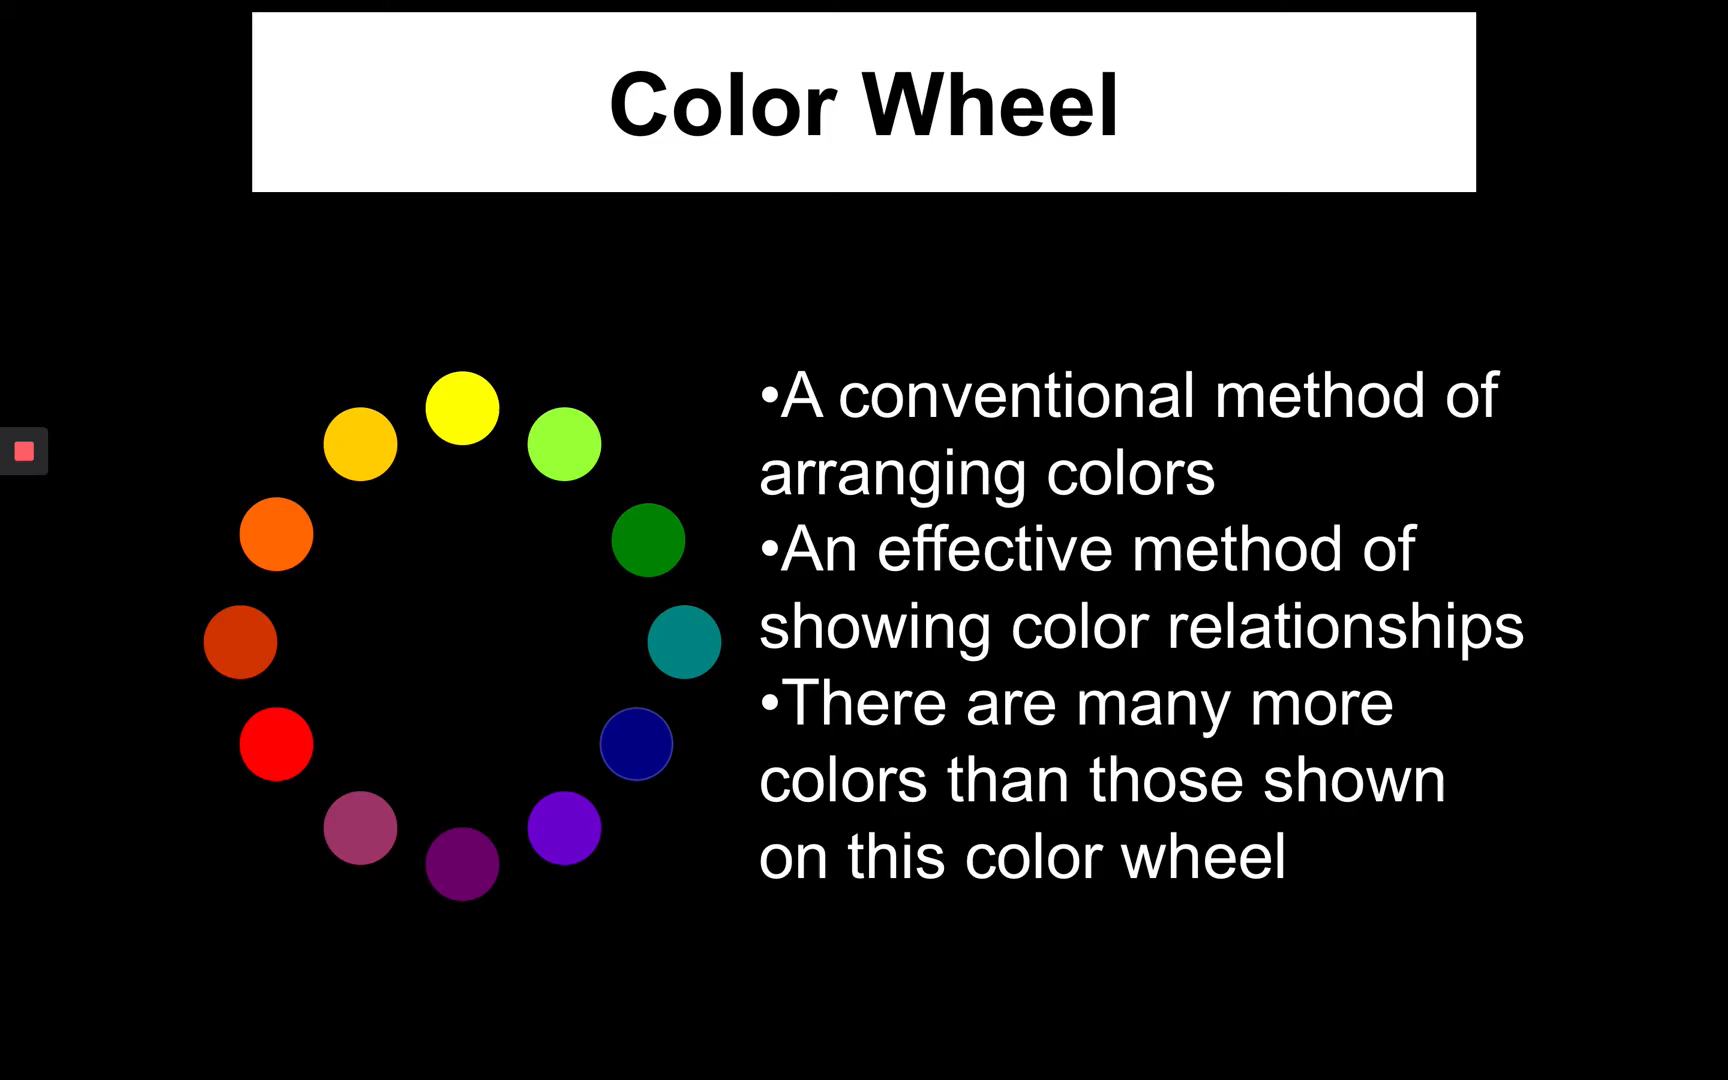 Color Wheel
•A conventional method of
arranging colors
•An effective method of
showing color relationships
•There are many more
colors than those shown
on this color wheel